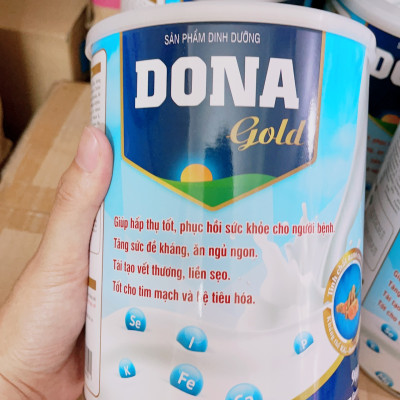 SẢN PHẨM DINH DƯỠNG
DONA
Gold
Giúp hấp thụ tốt, phục hồi sức khỏe cho người bệnh.
Tăng sức đề kháng, ăn ngủ ngon.
Tái tạo vết thương, liền sẹo.
Tốt cho tim mạch và hệ tiêu hóa.
Se
I
P
K
Fe
Ca